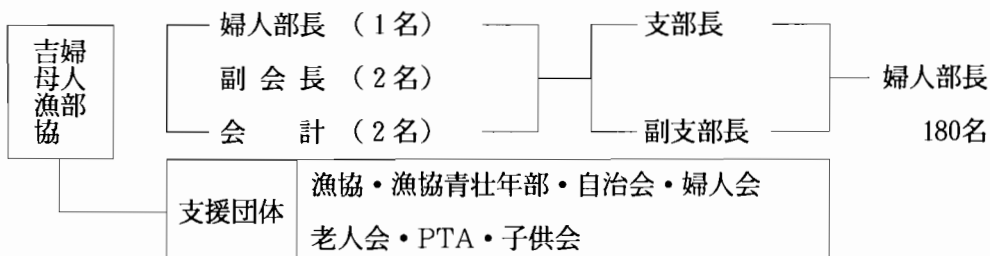 吉母漁協
婦人部
婦人部長 （1名）
副会長 （2名）
会計 （2名）
支部長
副支部長
婦人部長
180名
支援団体
漁協・漁協青壮年部・自治会・婦人会
老人会・PTA・子供会